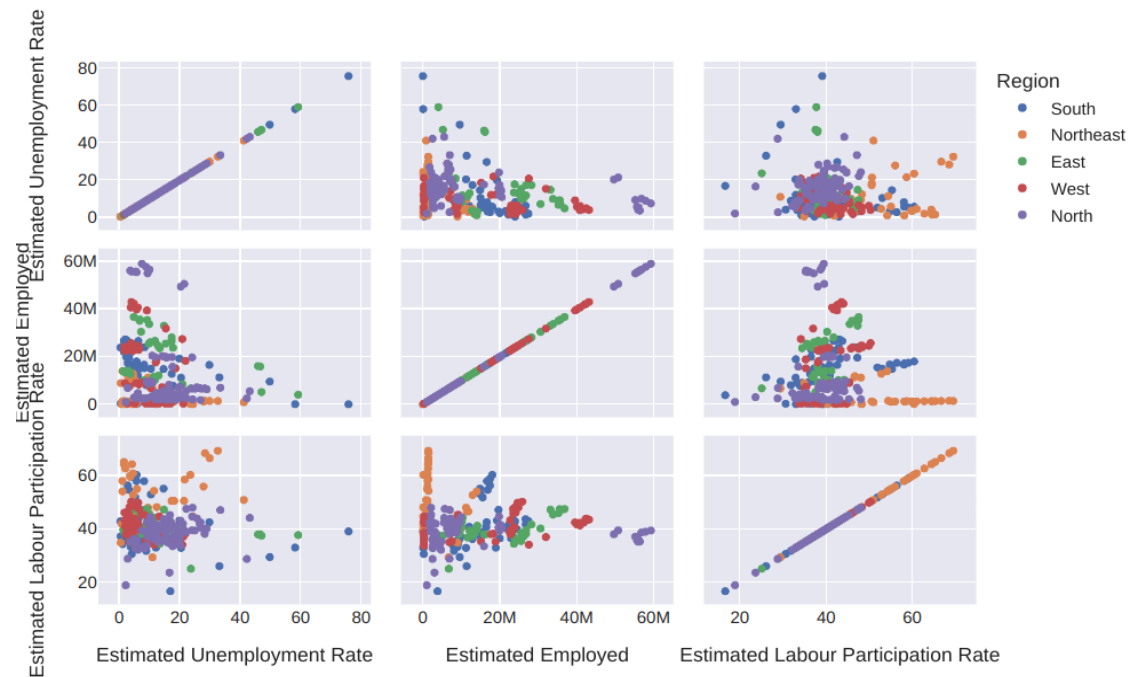 Estimated Unemployment Rate
80
60
40
20
0
Region
South
Northeast
East
West
North
Estimated Employed
60M
40M
20M
0
Estimated Labour Participation Rate
60
40
20
0
20
40
60
80
0
20M
40M
60M
20
40
60
Estimated Unemployment Rate
Estimated Employed
Estimated Labour Participation Rate